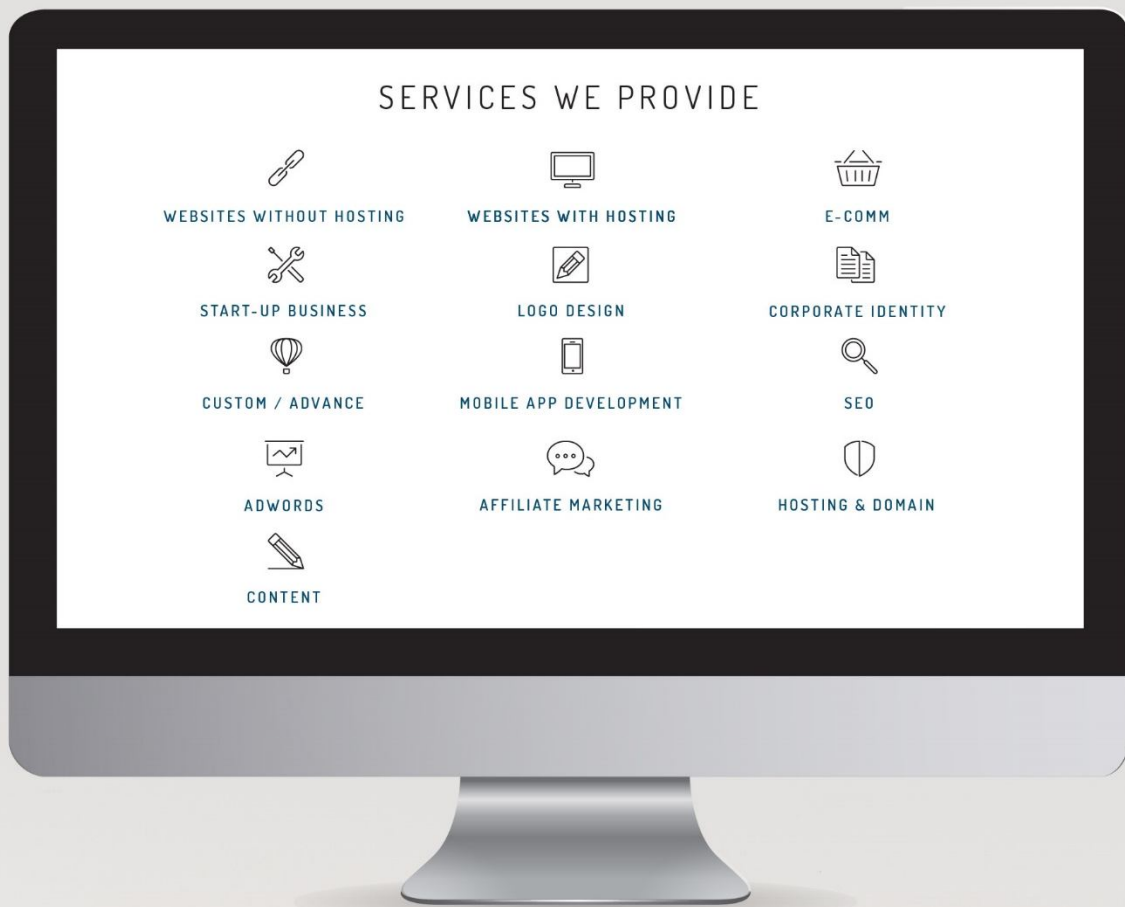 SERVICES WE PROVIDE
WEBSITES WITHOUT HOSTING
WEBSITES WITH HOSTING
E-COMM
START-UP BUSINESS
LOGO DESIGN
CORPORATE IDENTITY
CUSTOM / ADVANCE
MOBILE APP DEVELOPMENT
SEO
ADWORDS
AFFILIATE MARKETING
HOSTING & DOMAIN
CONTENT